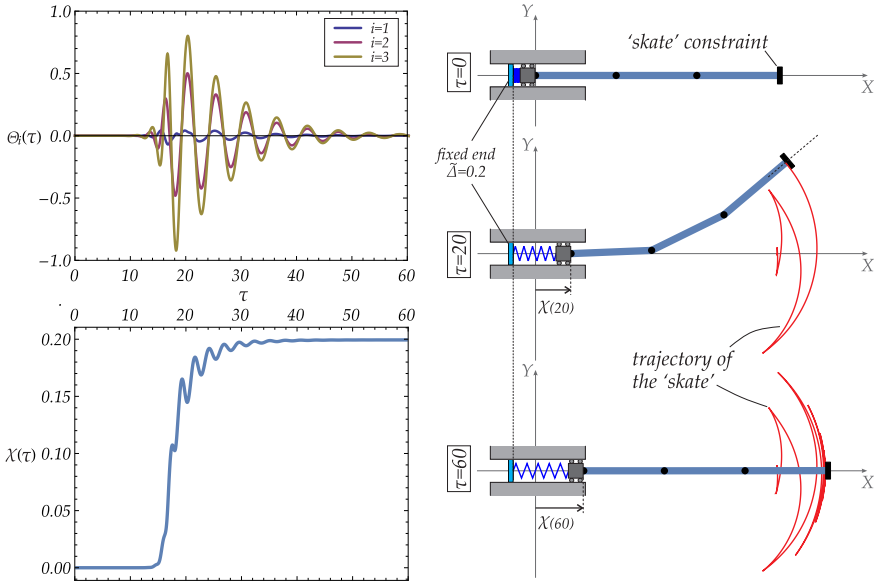 1.0
0.5
0.0
−0.5
−1.0
Θi(τ)
i=1
i=2
i=3
0 10 20 30 40 50 60
τ
0 10 20 30 40 50 60
0.20
0.15
0.10
0.05
0.00
χ(τ)
Y
'skate' constraint
τ=0
X
fixed end
Δ̃=0.2
Y
τ=20
X
χ(20)
trajectory of
the 'skate'
Y
τ=60
X
χ(60)